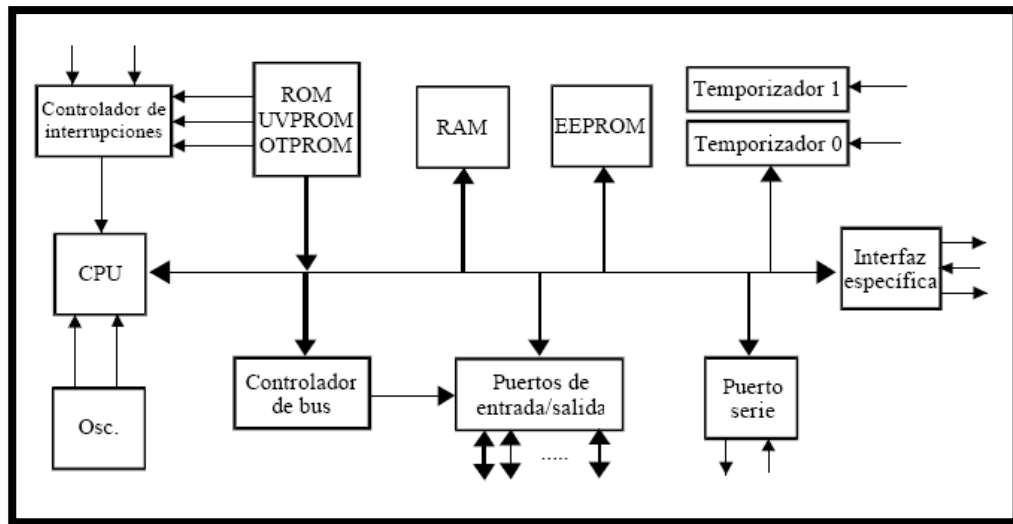 Controlador de
interrupciones
ROM
UVPROM
OTPROM
RAM
EEPROM
Temporizador 1
Temporizador 0
CPU
Interfaz
específica
Osc.
Controlador
de bus
Puertos de
entrada/salida
.....
Puerto
serie